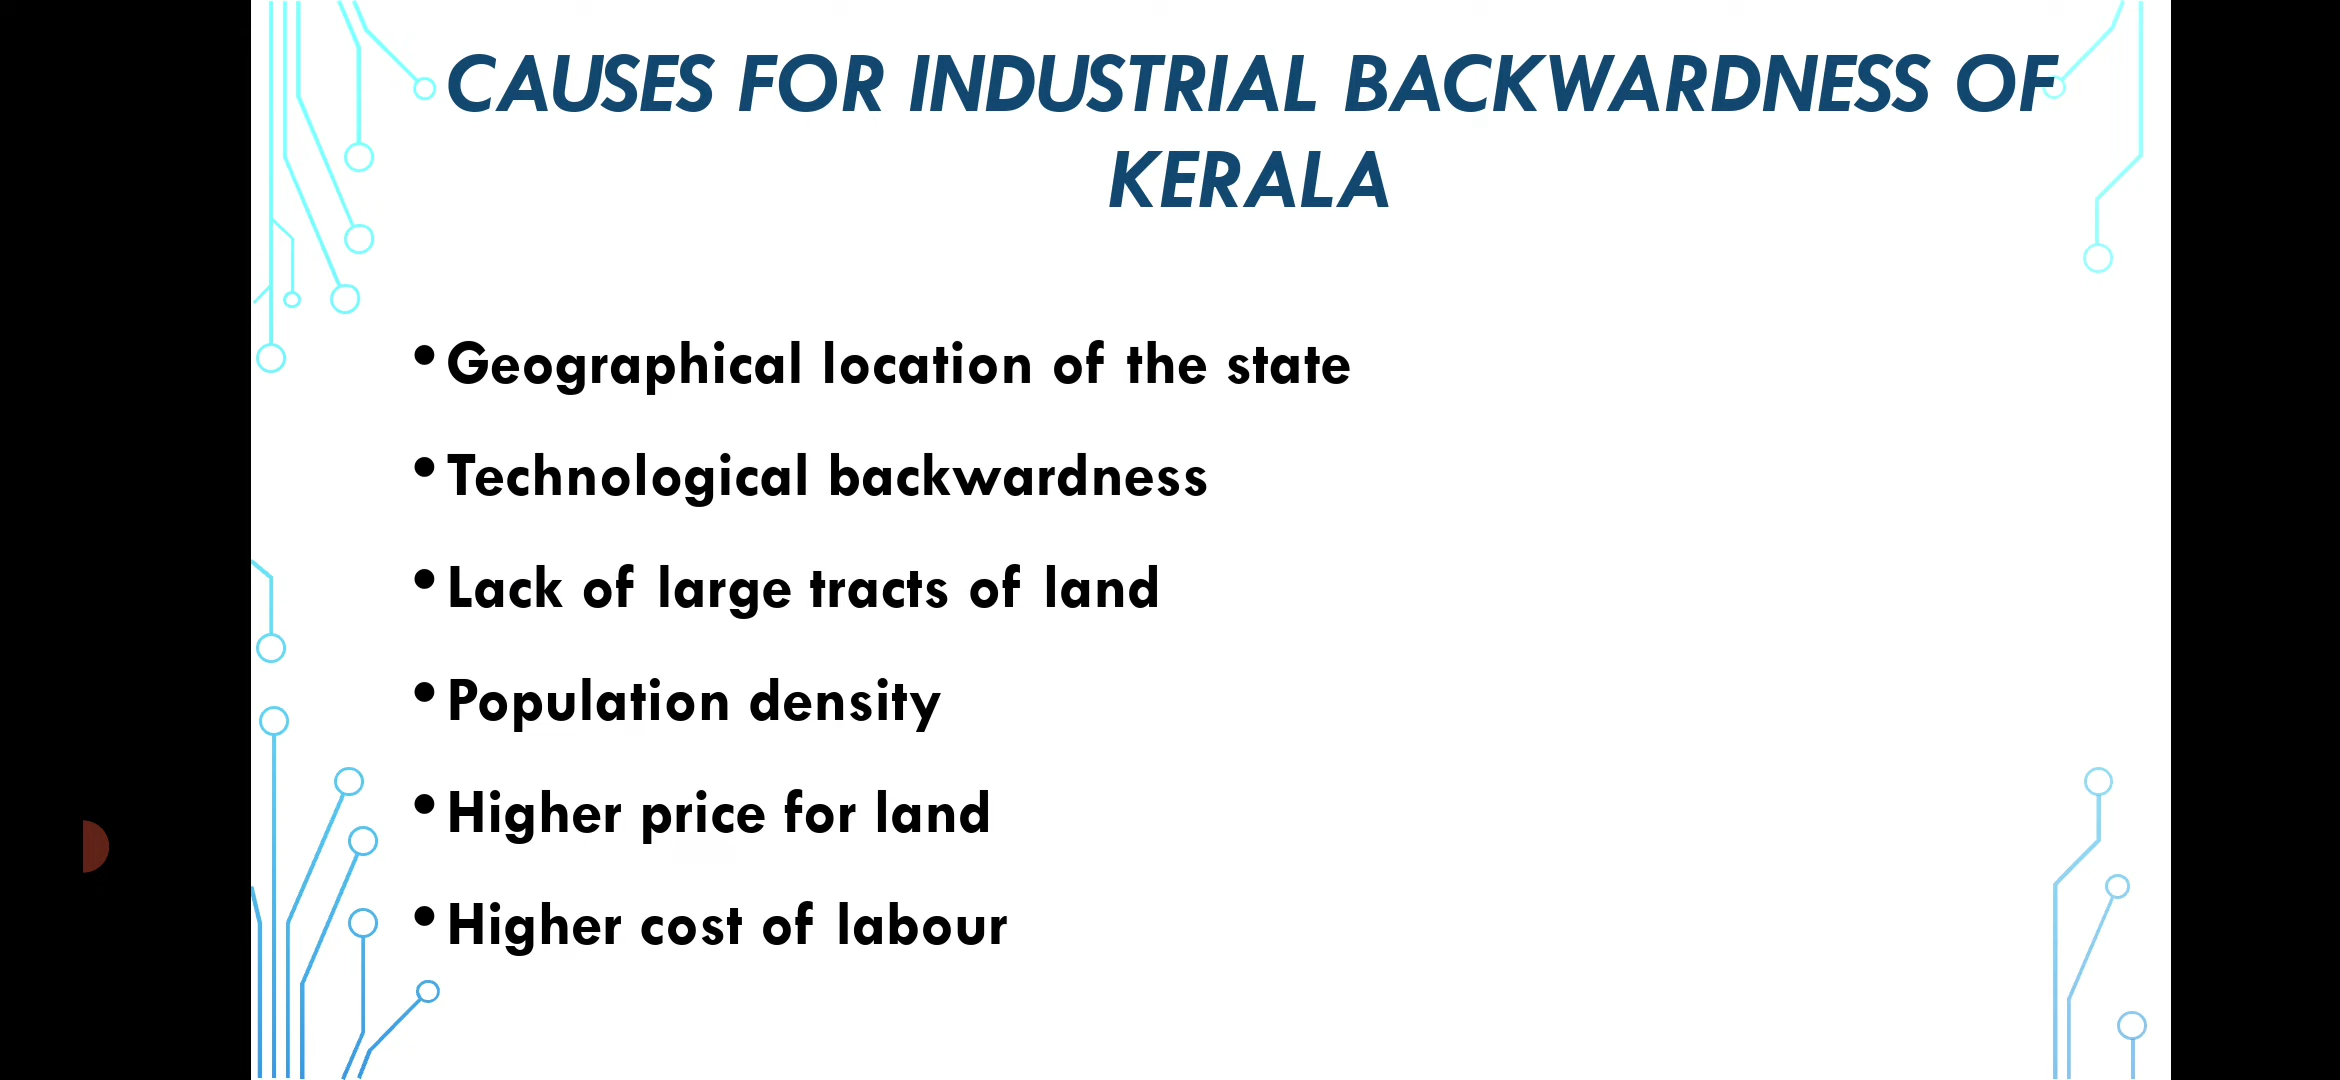 CAUSES FOR INDUSTRIAL BACKWARDNESS OF
KERALA
• Geographical location of the state
• Technological backwardness
• Lack of large tracts of land
• Population density
• Higher price for land
• Higher cost of labour